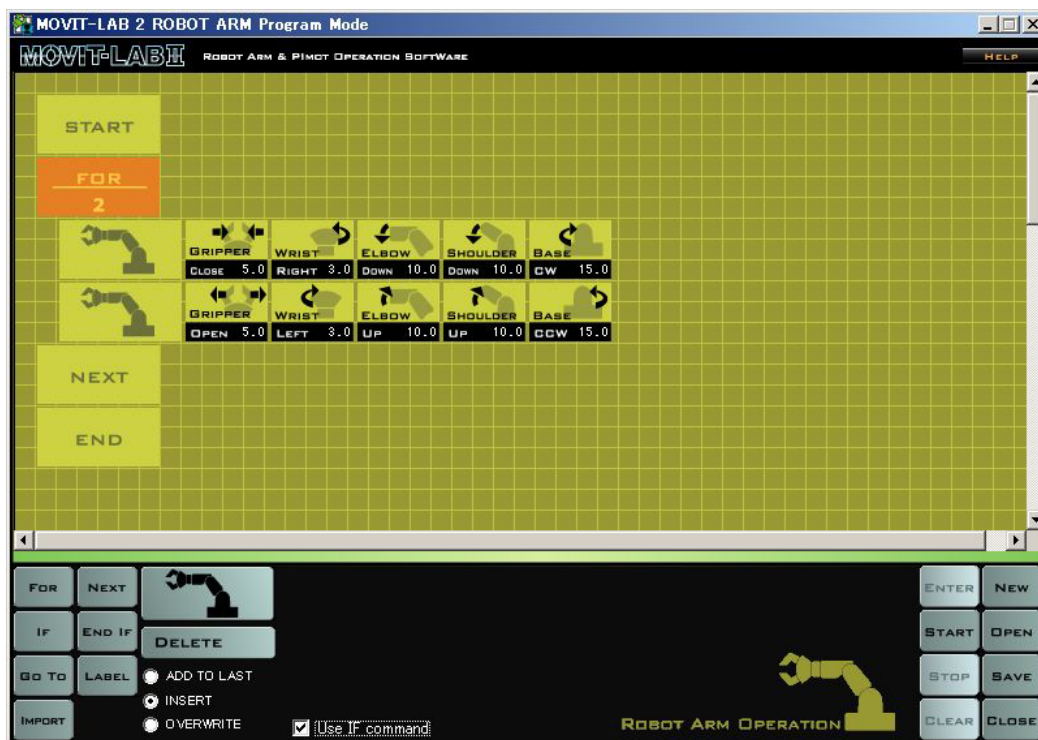 MOVIT-LAB 2 ROBOT ARM Program Mode
MOVIT-LAB II ROBOT ARM & PIMOT OPERATION SOFTWARE HELP
START
FOR
2
GRIPPER WRIST ELBOW SHOULDER BASE
CLOSE 5.0 RIGHT 3.0 DOWN 10.0 DOWN 10.0 CW 15.0
GRIPPER WRIST ELBOW SHOULDER BASE
OPEN 5.0 LEFT 3.0 UP 10.0 UP 10.0 CCW 15.0
NEXT
END
FOR NEXT ENTER NEW
IF END IF DELETE START OPEN
GO TO LABEL ADD TO LAST STOP SAVE
INSERT
IMPORT OVERWRITE Use IF command ROBOT ARM OPERATION CLEAR CLOSE